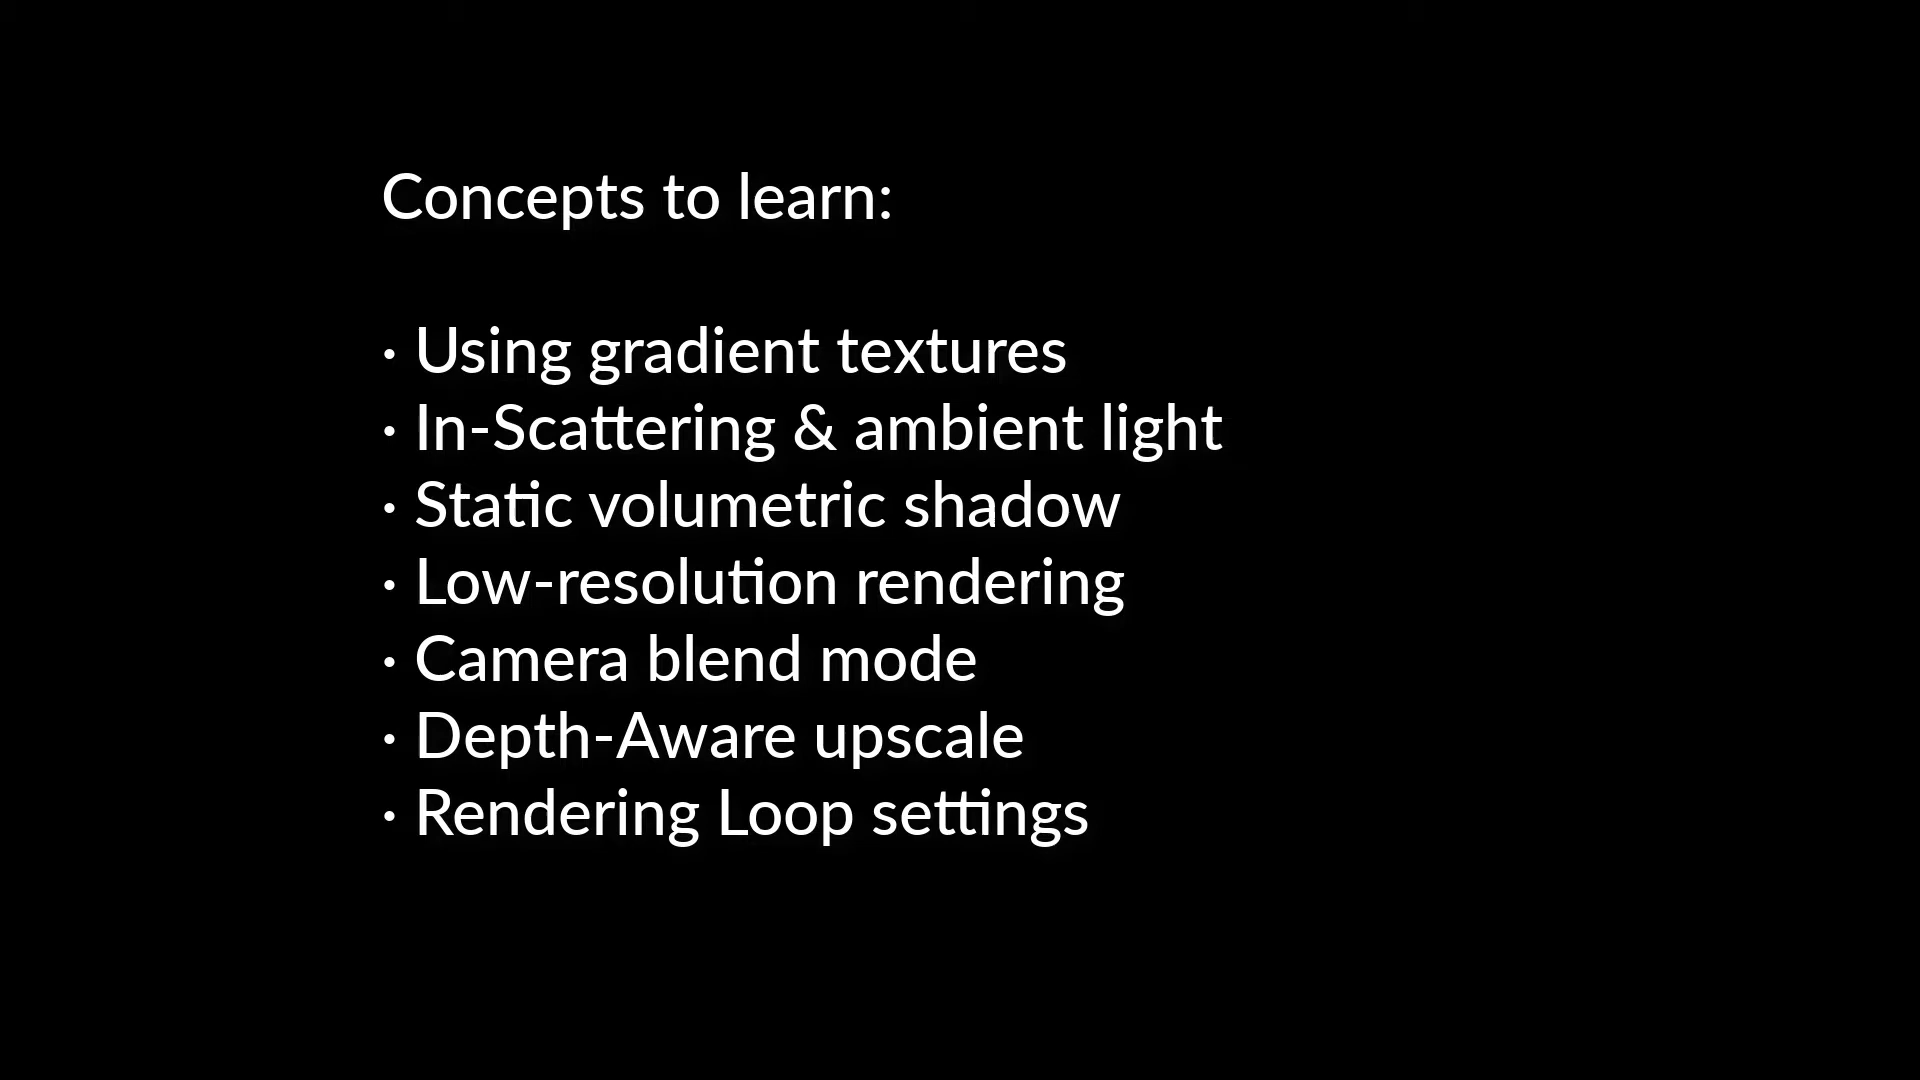 Concepts to learn:
· Using gradient textures
· In-Scattering & ambient light
· Static volumetric shadow
· Low-resolution rendering
· Camera blend mode
· Depth-Aware upscale
· Rendering Loop settings